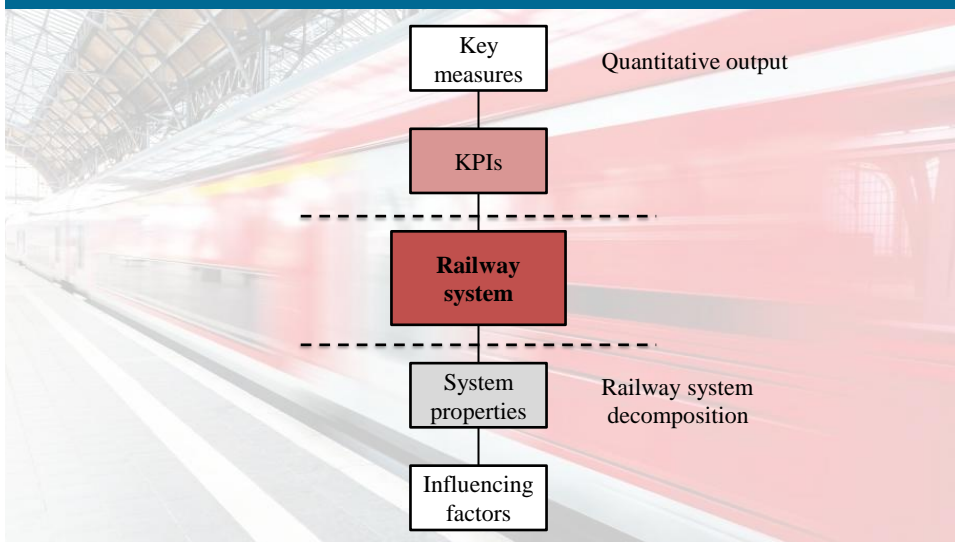 Key
measures
Quantitative output
KPIs
Railway
system
System
properties
Railway system
decomposition
Influencing
factors